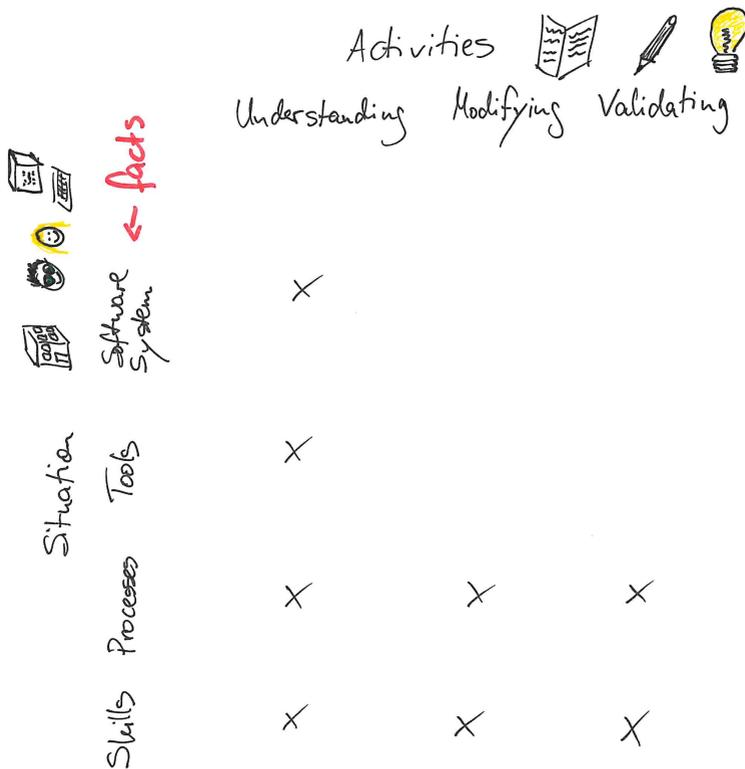 Activities
Understanding Modifying Validating
← facts
Software
System
X
Situation
Tools
X
Processes
X X X
Skills
X X X